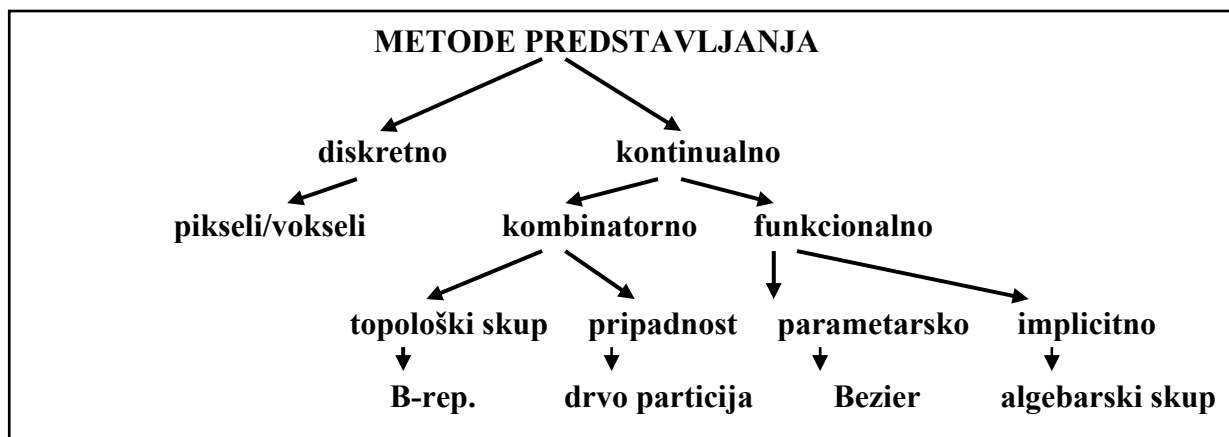 METODE PREDSTAVLJANJA
diskretno kontinualno
pikseli/vokseli kombinatorno funkcionalno
topološki skup pripadnost parametarsko implicitno
B-rep. drvo particija Bezier algebarski skup